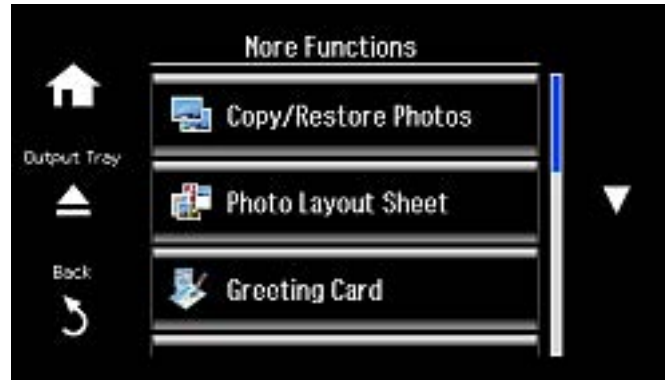 More Functions
Copy/Restore Photos
Output Tray
Photo Layout Sheet
Back
Greeting Card